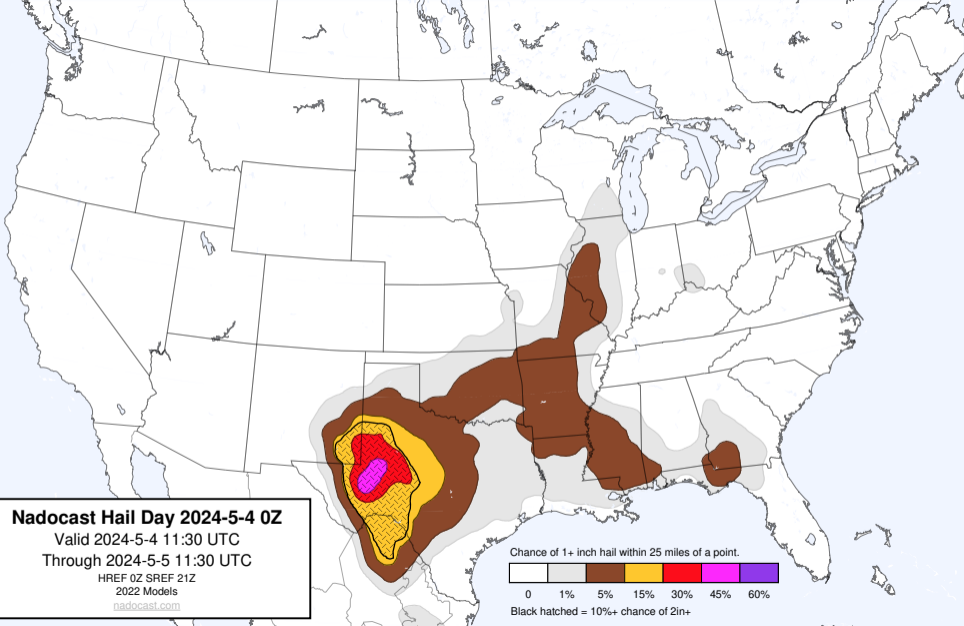 Nadocast Hail Day 2024-5-4 0Z
Valid 2024-5-4 11:30 UTC
Through 2024-5-5 11:30 UTC
HREF 0Z SREF 21Z
2022 Models
nadocast.com
Chance of 1+ inch hail within 25 miles of a point.
0 1% 5% 15% 30% 45% 60%
Black hatched = 10%+ chance of 2in+